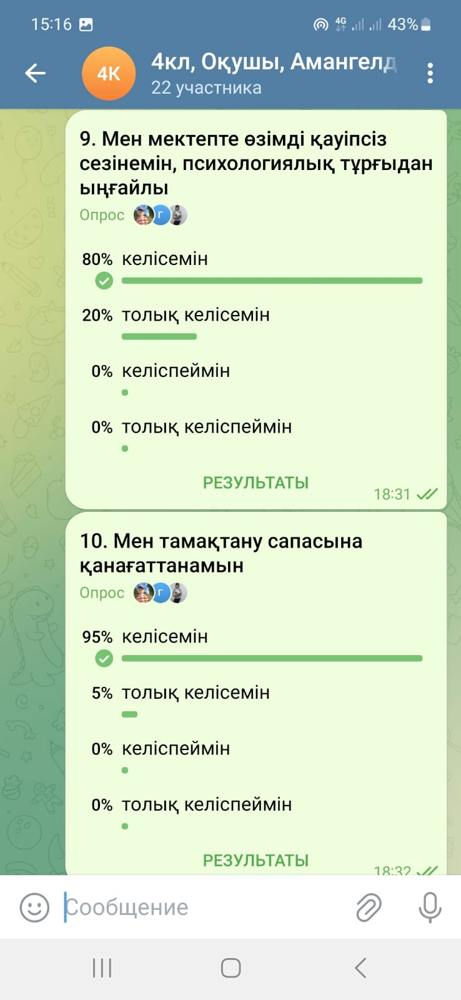 15:16 4G 43%
4K 4кл, Оқушы, Амангелд
22 участника
9. Мен мектепте өзімді қауіпсіз
сезінемін, психологиялық тұрғыдан
ыңғайлы
Опрос Г
80% келісемін
20% толық келісемін
0% келіспеймін
0% толық келіспеймін
РЕЗУЛЬТАТЫ
18:31
10. Мен тамақтану сапасына
қанағаттанамын
Опрос Г
95% келісемін
5% толық келісемін
0% келіспеймін
0% толық келіспеймін
РЕЗУЛЬТАТЫ
18:32
Сообщение